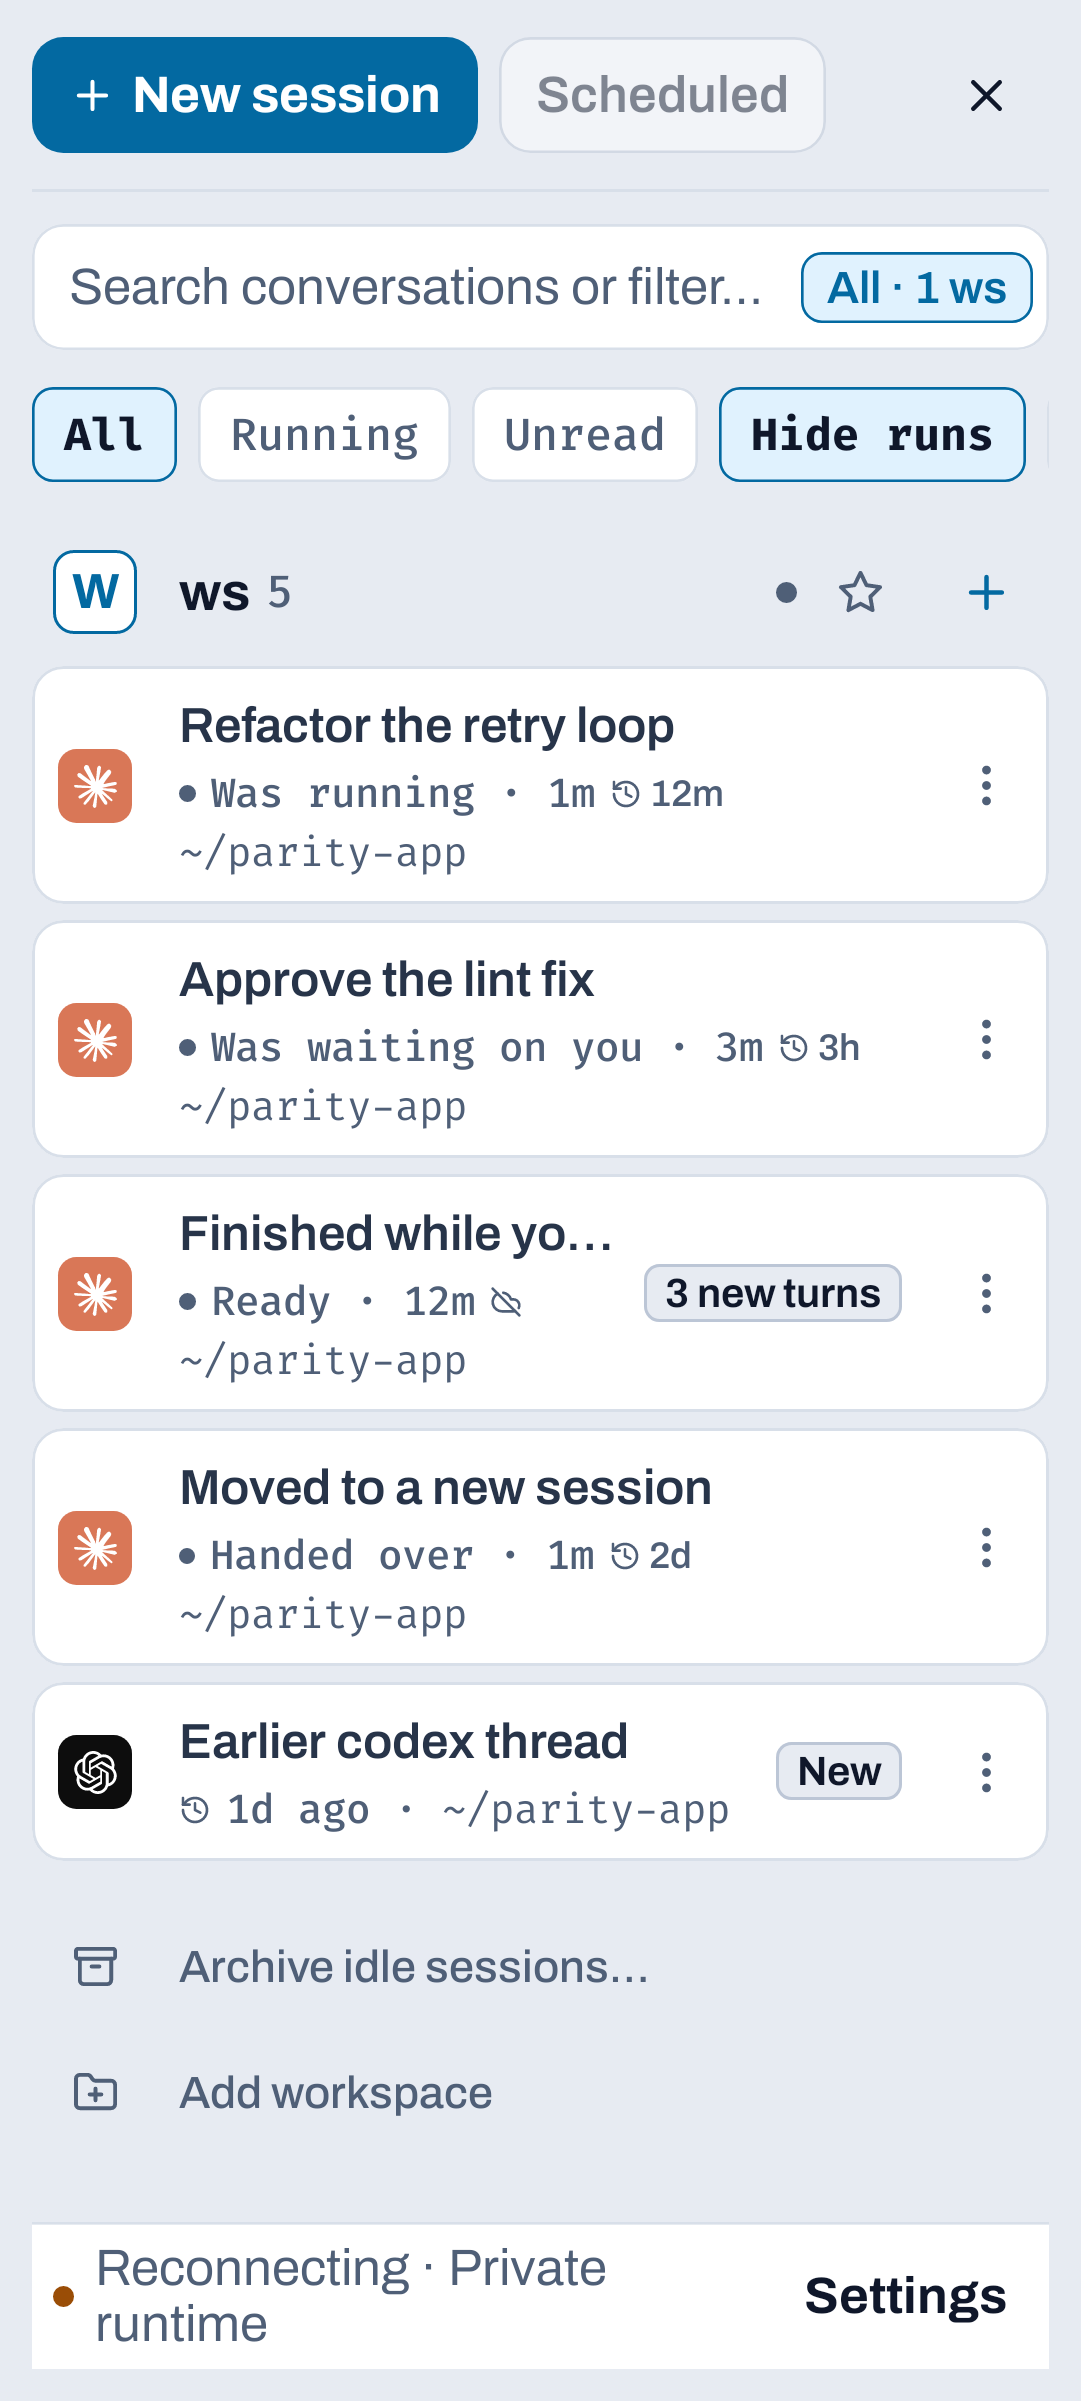 New session
Scheduled
Search conversations or filter...
All · 1 ws
All
Running
Unread
Hide runs
W
ws 5
Refactor the retry loop
Was running · 1m 12m
~/parity-app
Approve the lint fix
Was waiting on you · 3m 3h
~/parity-app
Finished while yo...
Ready · 12m
3 new turns
~/parity-app
Moved to a new session
Handed over · 1m 2d
~/parity-app
Earlier codex thread
New
1d ago · ~/parity-app
Archive idle sessions...
Add workspace
Reconnecting · Private
runtime
Settings